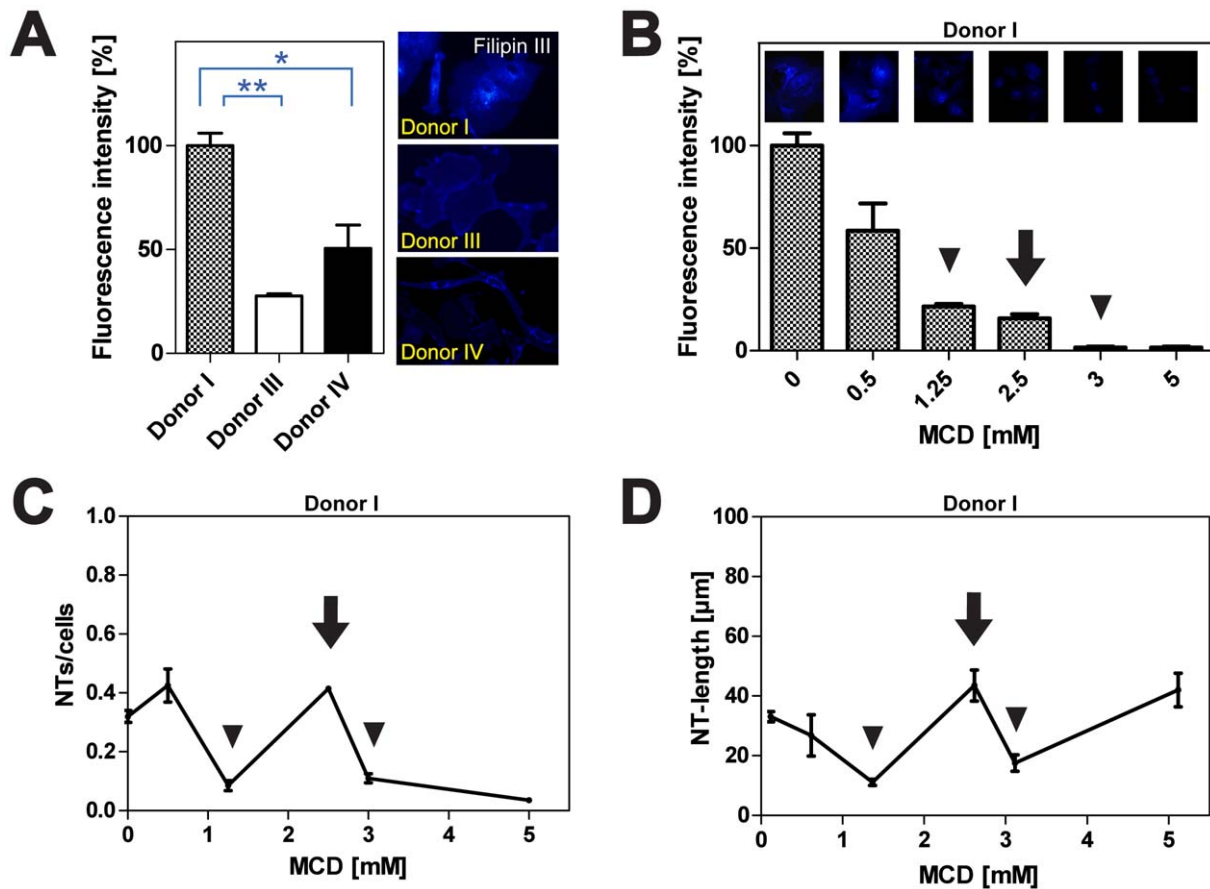 A
Fluorescence intensity [%]
100
50
0
*
**
Donor I
Donor III
Donor IV
Filipin III
Donor I
Donor III
Donor IV
B
Donor I
Fluorescence intensity [%]
100
50
0
0
0.5
1.25
2.5
3
5
MCD [mM]
C
Donor I
NTs/cells
1.0
0.8
0.6
0.4
0.2
0.0
0 1 2 3 4 5
MCD [mM]
D
Donor I
NT-length [µm]
100
80
60
40
20
0
0 1 2 3 4 5
MCD [mM]